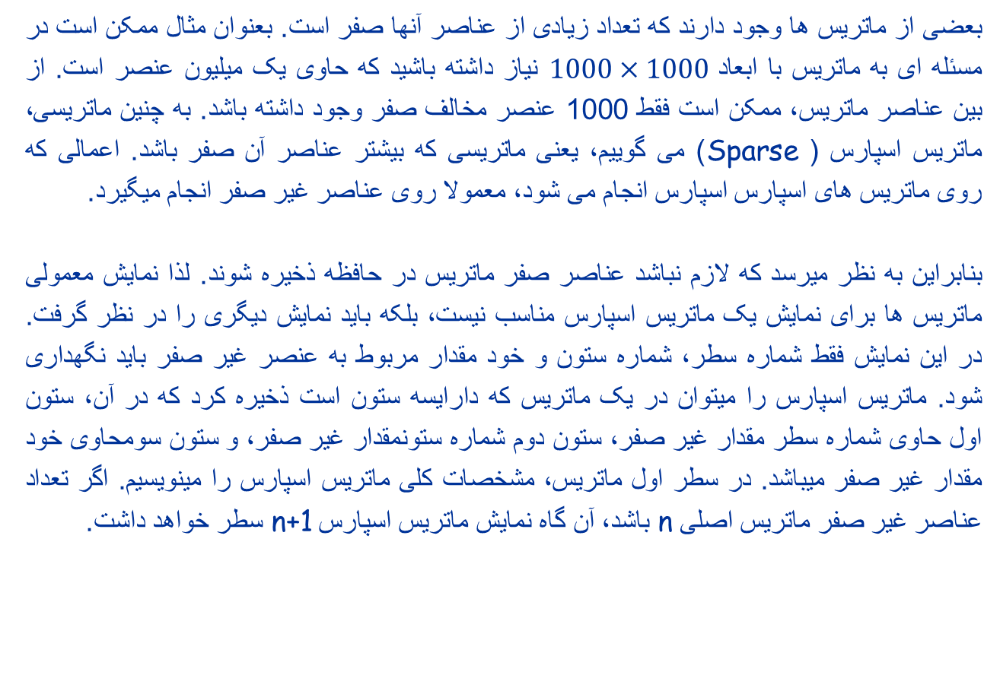 بعضی از ماتریس ها وجود دارند که تعداد زیادی از عناصر آنها صفر است. بعنوان مثال ممکن است در
مسئله ای به ماتریس با ابعاد 1000 × 1000 نیاز داشته باشید که حاوی یک میلیون عنصر است. از
بین عناصر ماتریس، ممکن است فقط 1000 عنصر مخالف صفر وجود داشته باشد. به چنین ماتریسی،
ماتریس اسپارس ( Sparse) می گوییم، یعنی ماتریسی که بیشتر عناصر آن صفر باشد. اعمالی که
روی ماتریس های اسپارس اسپارس انجام می شود، معمولا روی عناصر غیر صفر انجام میگیرد.
بنابراین به نظر میرسد که لازم نباشد عناصر صفر ماتریس در حافظه ذخیره شوند. لذا نمایش معمولی
ماتریس ها برای نمایش یک ماتریس اسپارس مناسب نیست، بلکه باید نمایش دیگری را در نظر گرفت.
در این نمایش فقط شماره سطر، شماره ستون و خود مقدار مربوط به عنصر غیر صفر باید نگهداری
شود. ماتریس اسپارس را میتوان در یک ماتریس که دارایسه ستون است ذخیره کرد که در آن، ستون
اول حاوی شماره سطر مقدار غیر صفر، ستون دوم شماره ستونمقدار غیر صفر، و ستون سومحاوی خود
مقدار غیر صفر میباشد. در سطر اول ماتریس، مشخصات کلی ماتریس اسپارس را مینویسیم. اگر تعداد
عناصر غیر صفر ماتریس اصلی n باشد، آن گاه نمایش ماتریس اسپارس n+1 سطر خواهد داشت.